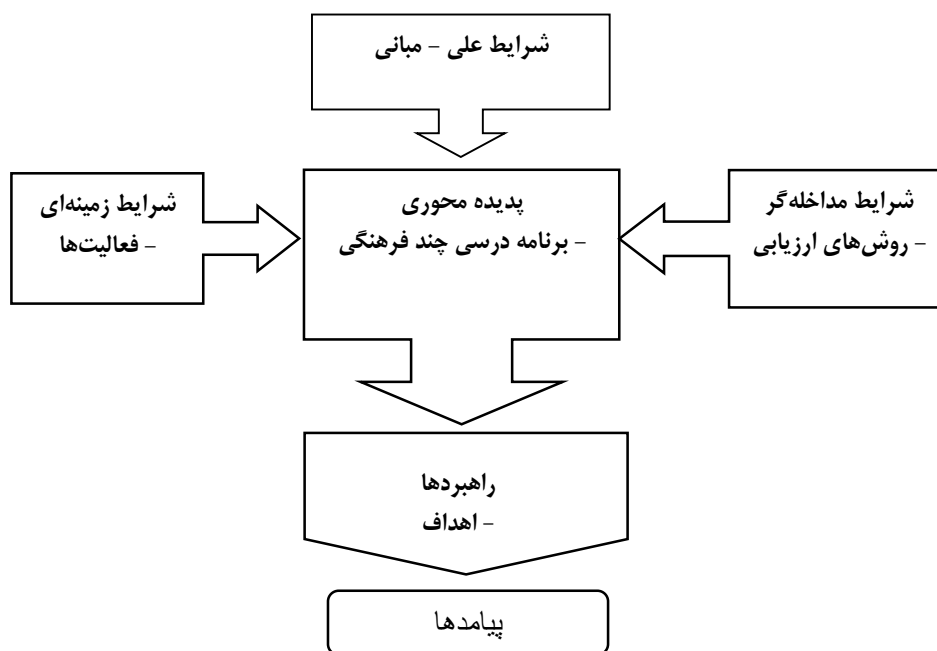 شرایط علی - مبانی
شرایط مداخله‌گر
- روش‌های ارزیابی
پدیده محوری
- برنامه درسی چند فرهنگی
شرایط زمینه‌ای
- فعالیت‌ها
راهبردها
- اهداف
پیامدها